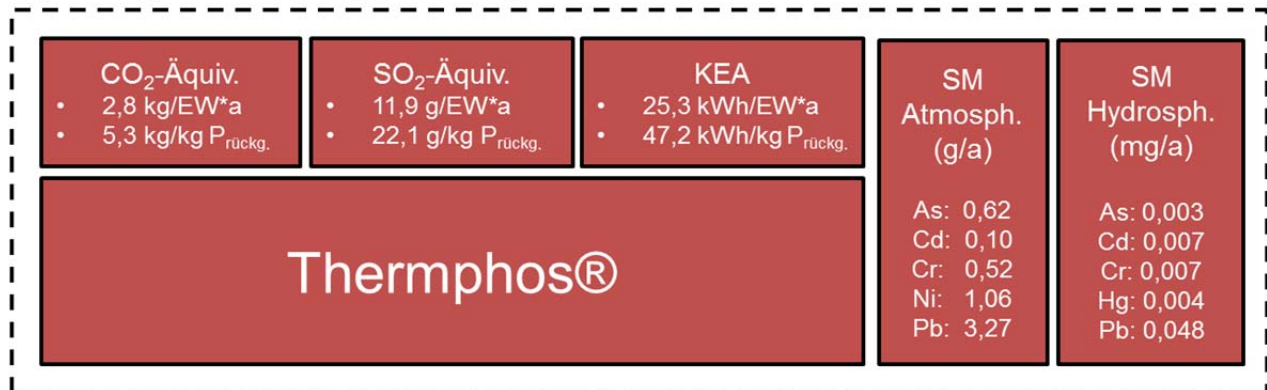 CO₂-Äquiv.
• 2,8 kg/EW*a
• 5,3 kg/kg Prückg.
SO₂-Äquiv.
• 11,9 g/EW*a
• 22,1 g/kg Prückg.
KEA
• 25,3 kWh/EW*a
• 47,2 kWh/kg Prückg.
Thermphos®
SM
Atmosph.
(g/a)
As: 0,62
Cd: 0,10
Cr: 0,52
Ni: 1,06
Pb: 3,27
SM
Hydrosph.
(mg/a)
As: 0,003
Cd: 0,007
Cr: 0,007
Hg: 0,004
Pb: 0,048